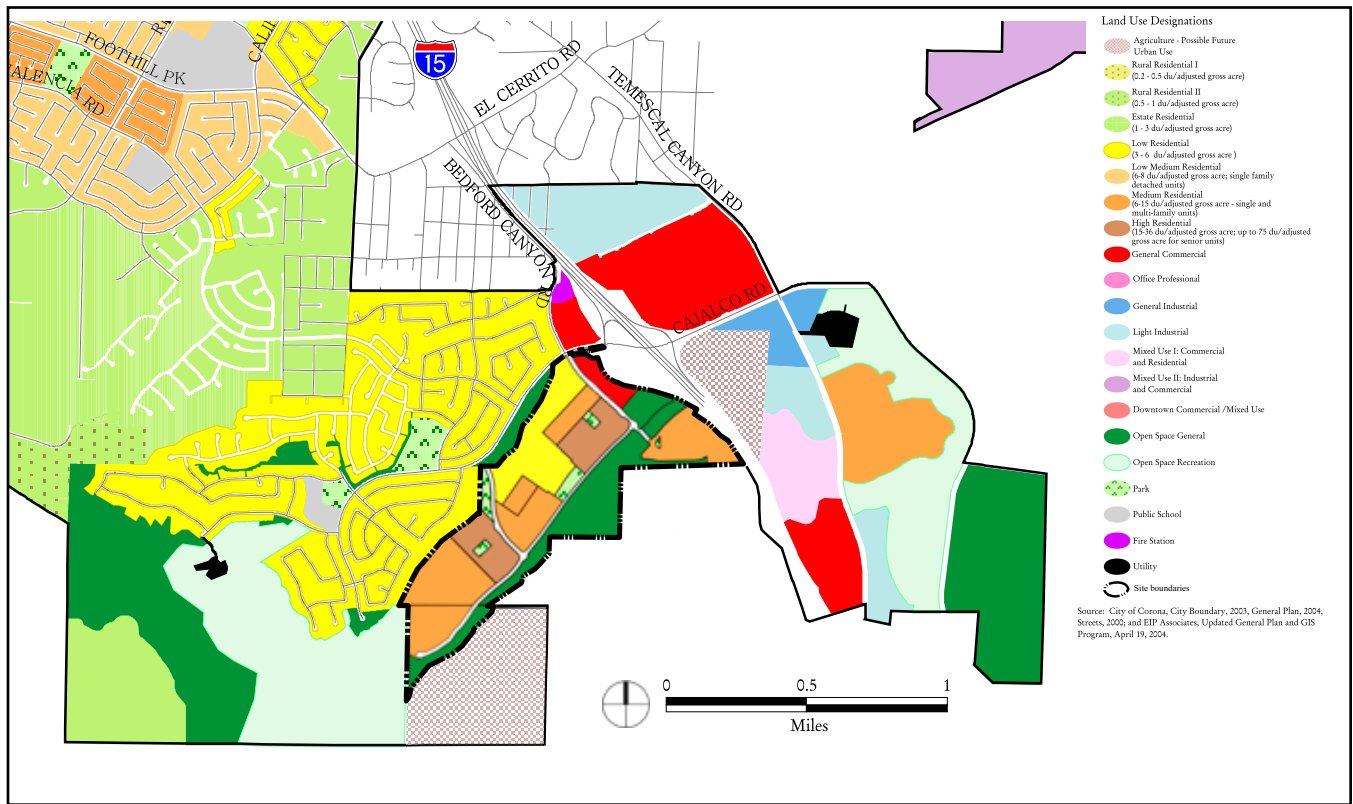 FOOTHILL PK
CALIF
VALENCIA RD
15
EL CERRITO RD
TEMESCAL CANYON RD
BEDFORD CANYON RD
CAJALCO RD
0 0.5 1
Miles
Land Use Designations
Agriculture - Possible Future
Urban Use
Rural Residential I
(0.2 - 0.5 du/adjusted gross acre)
Rural Residential II
(0.5 - 1 du/adjusted gross acre)
Estate Residential
(1 - 3 du/adjusted gross acre)
Low Residential
(3 - 6 du/adjusted gross acre )
Low Medium Residential
(6-8 du/adjusted gross acre; single family
detached units)
Medium Residential
(6-15 du/adjusted gross acre - single and
multi-family units)
High Residential
(15-36 du/adjusted gross acre; up to 75 du/adjusted
gross acre for senior units)
General Commercial
Office Professional
General Industrial
Light Industrial
Mixed Use I: Commercial
and Residential
Mixed Use II: Industrial
and Commercial
Downtown Commercial /Mixed Use
Open Space General
Open Space Recreation
Park
Public School
Fire Station
Utility
Site boundaries
Source: City of Corona, City Boundary, 2003, General Plan, 2004,
Streets, 2000; and EIP Associates, Updated General Plan and GIS
Program, April 19, 2004.